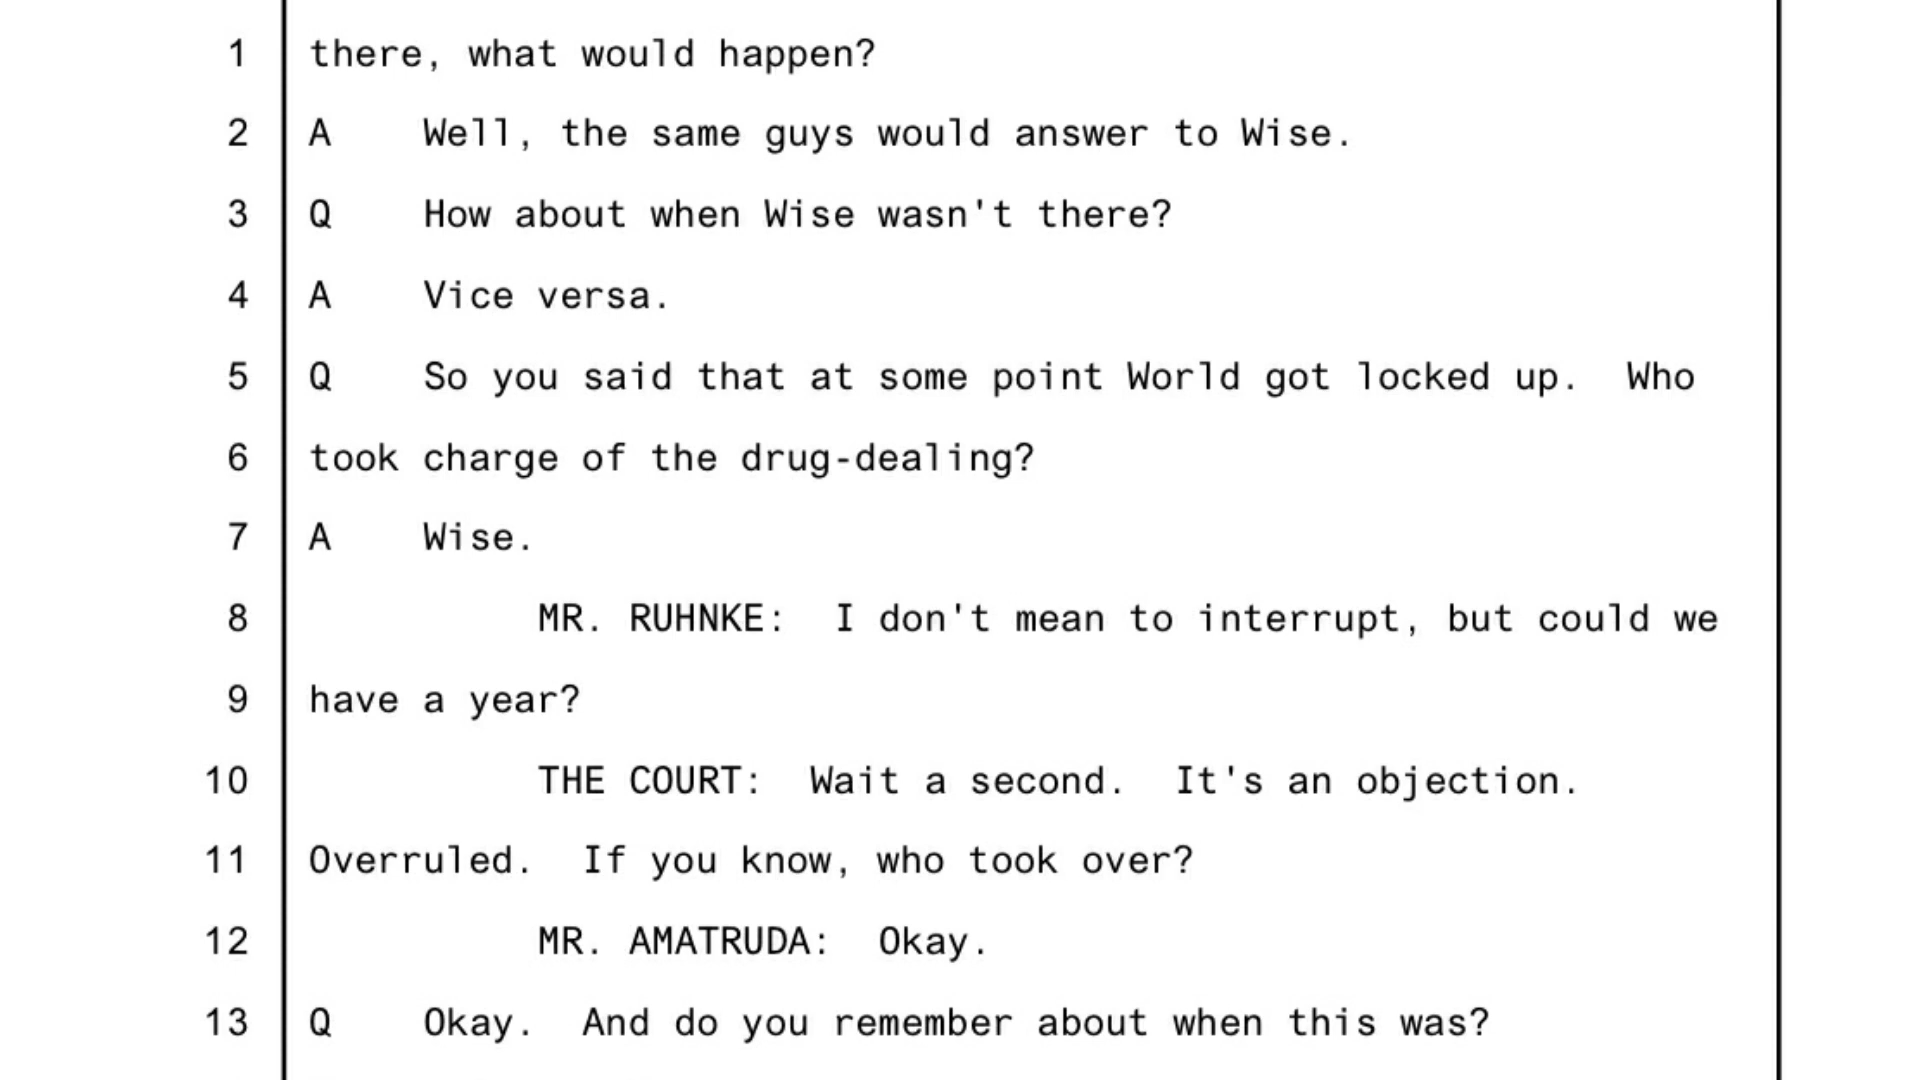 1 there, what would happen?
2 A Well, the same guys would answer to Wise.
3 Q How about when Wise wasn't there?
4 A Vice versa.
5 Q So you said that at some point World got locked up. Who
6 took charge of the drug-dealing?
7 A Wise.
8 MR. RUHNKE: I don't mean to interrupt, but could we
9 have a year?
10 THE COURT: Wait a second. It's an objection.
11 Overruled. If you know, who took over?
12 MR. AMATRUDA: Okay.
13 Q Okay. And do you remember about when this was?